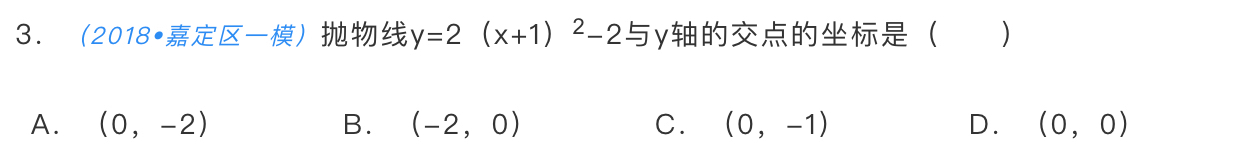 3. （2018•嘉定区一模）抛物线y=2（x+1）²-2与y轴的交点的坐标是（　　）
A. （0，-2）　B. （-2，0）　C. （0，-1）　D. （0，0）